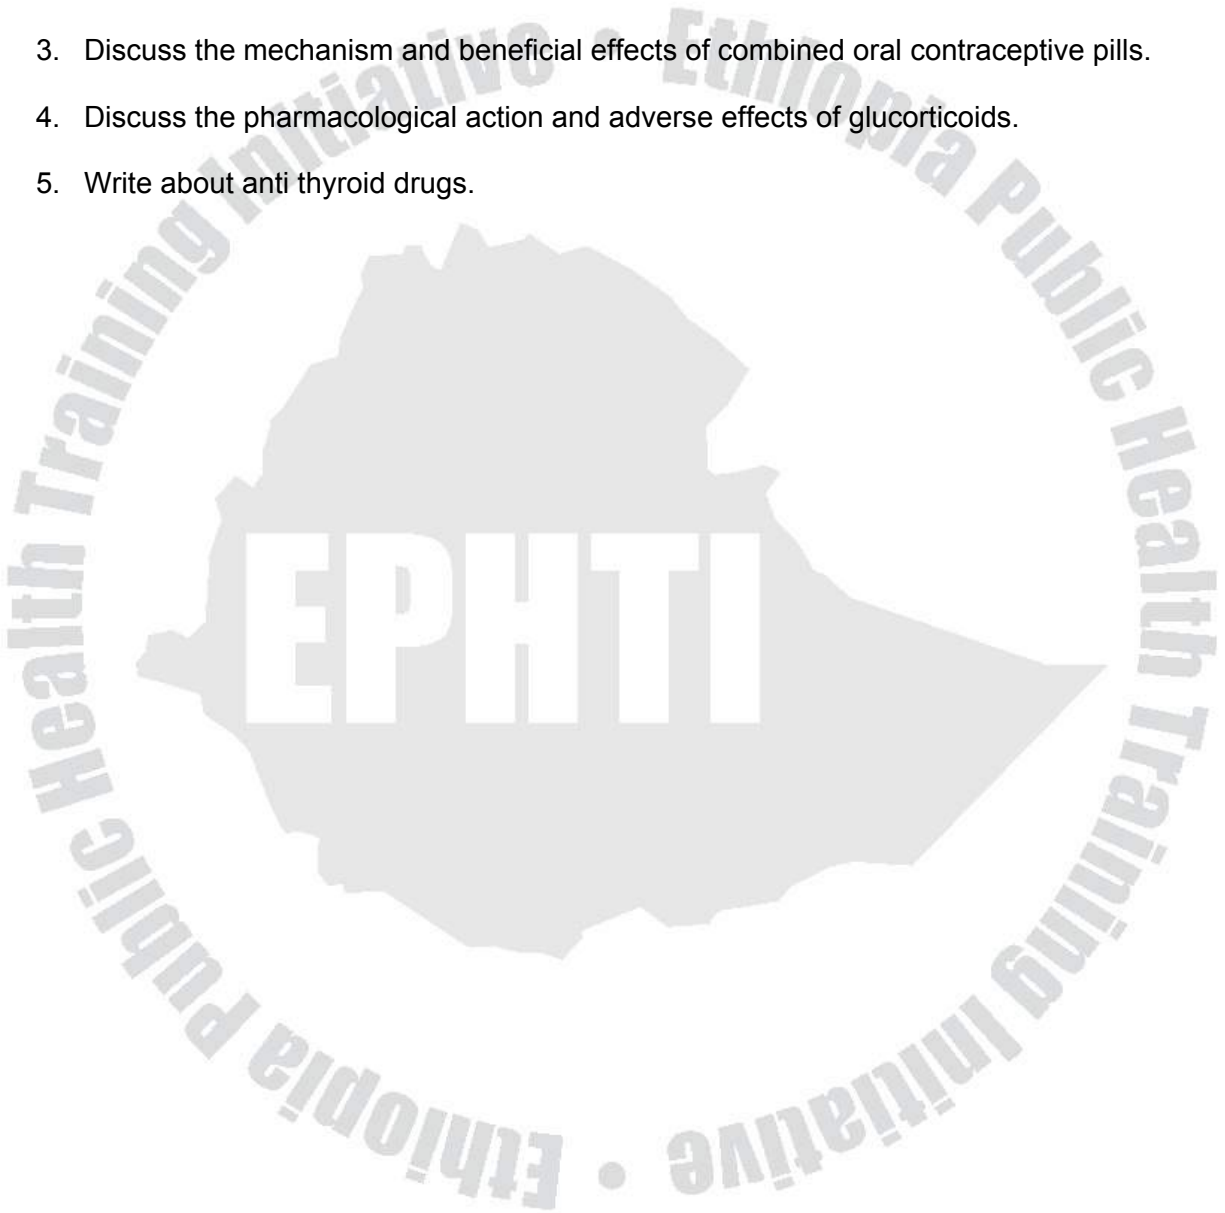 3. Discuss the mechanism and beneficial effects of combined oral contraceptive pills.
4. Discuss the pharmacological action and adverse effects of glucorticoids.
5. Write about anti thyroid drugs.
Ethiopia Public Health Training Initiative • Ethiopia Public Health Training Initiative •
EPHTI